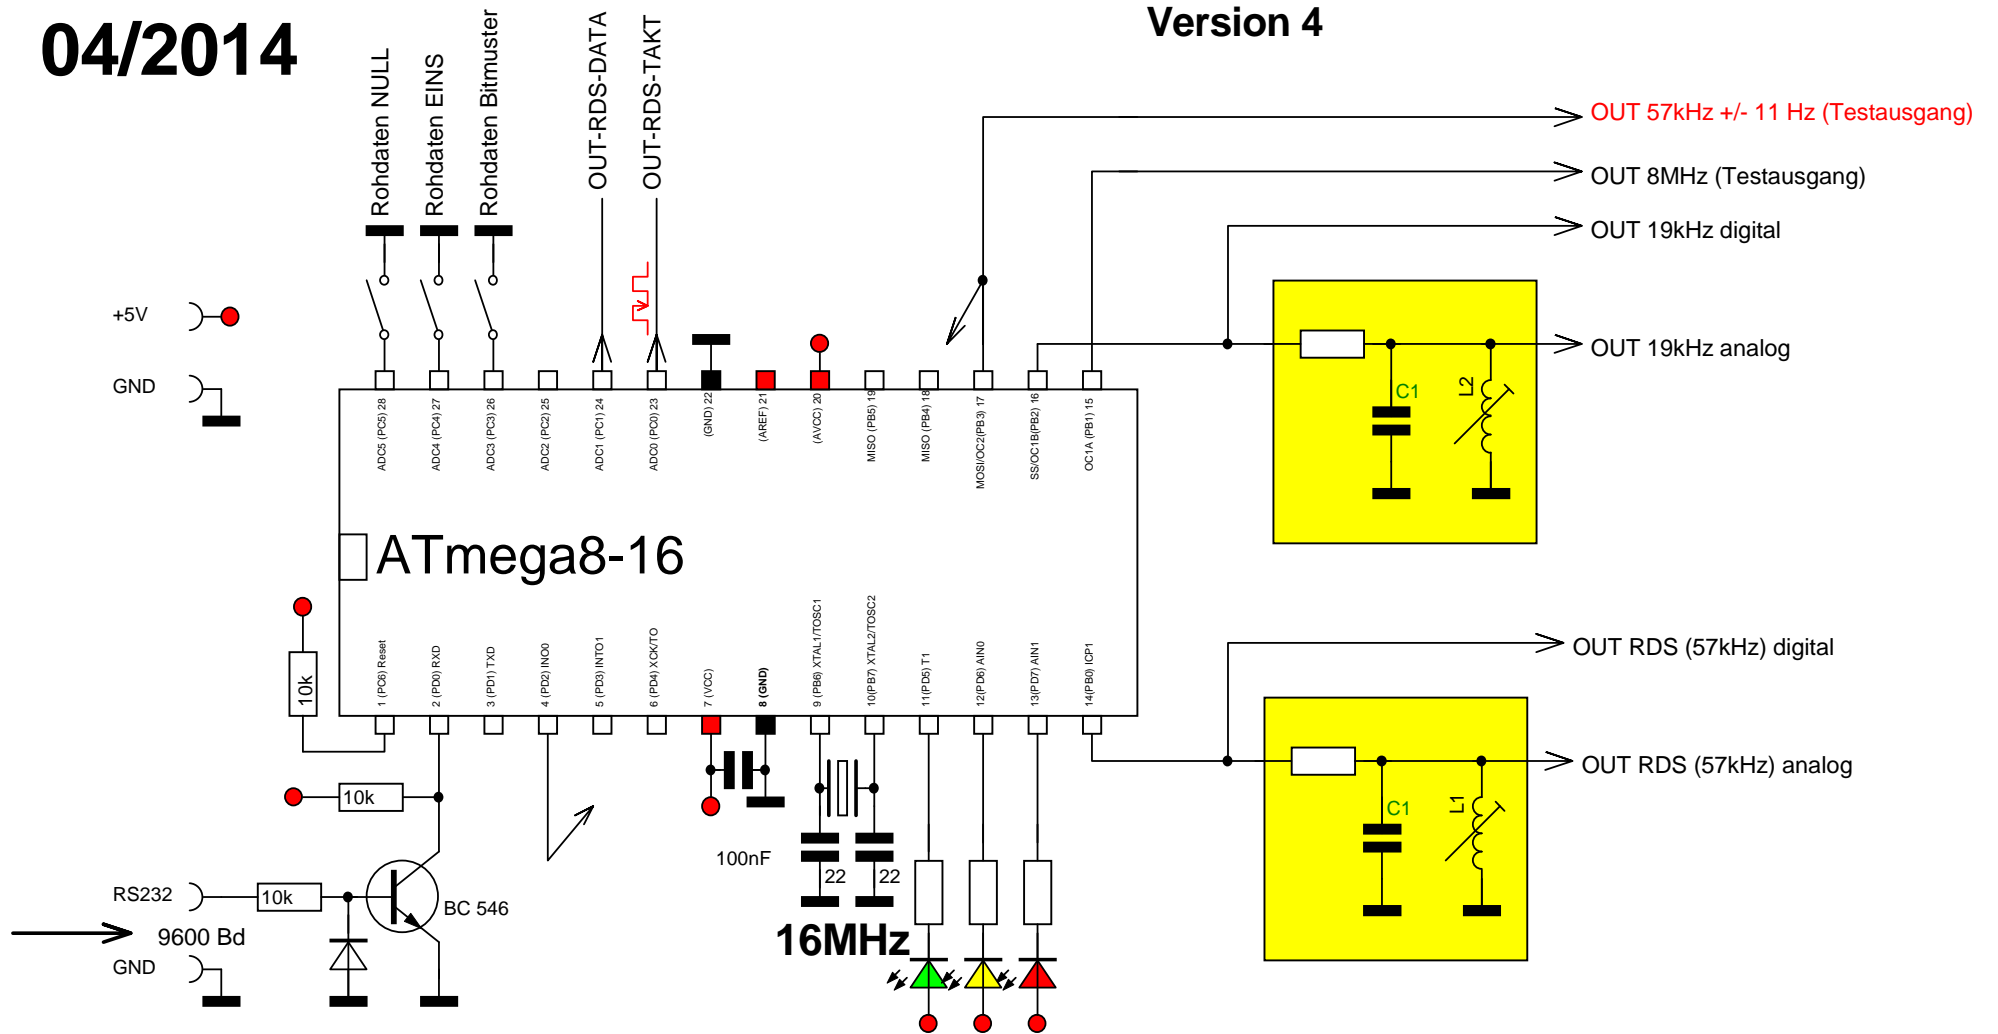 04/2014
Version 4
Rohdaten NULL
Rohdaten EINS
Rohdaten Bitmuster
OUT-RDS-DATA
OUT-RDS-TAKT
OUT 57kHz +/- 11 Hz (Testausgang)
OUT 8MHz (Testausgang)
OUT 19kHz digital
OUT 19kHz analog
C1
L2
+5V
GND
ADC5 (PC5) 28
ADC4 (PC4) 27
ADC3 (PC3) 26
ADC2 (PC2) 25
ADC1 (PC1) 24
ADC0 (PC0) 23
(GND) 22
(AREF) 21
(AVCC) 20
MISO (PB5) 19
MISO (PB4) 18
MOSI/OC2(PB3) 17
SS/OC1B(PB2) 16
OC1A (PB1) 15
ATmega8-16
1 (PC6) Reset
2 (PD0) RXD
3 (PD1) TXD
4 (PD2) INO0
5 (PD3) INTO1
6 (PD4) XCK/TO
7 (VCC)
8 (GND)
9 (PB6) XTAL1/TOSC1
10(PB7) XTAL2/TOSC2
11(PD5) T1
12(PD6) AIN0
13(PD7) AIN1
14(PB0) ICP1
10k
10k
OUT RDS (57kHz) digital
OUT RDS (57kHz) analog
C1
L1
100nF
22
22
16MHz
RS232
10k
BC 546
9600 Bd
GND